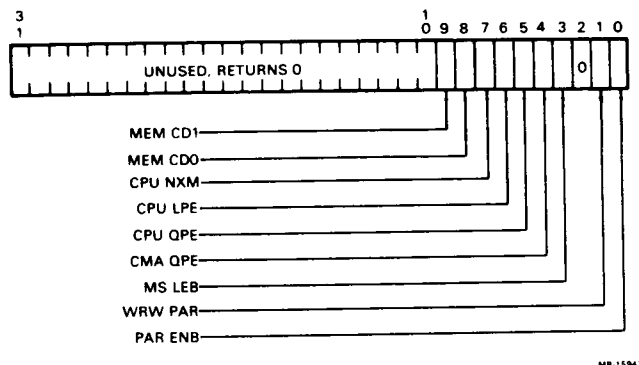 3 1
1 0 9 8 7 6 5 4 3 2 1 0
UNUSED, RETURNS 0
0
MEM CD1
MEM CD0
CPU NXM
CPU LPE
CPU QPE
CMA QPE
MS LEB
WRW PAR
PAR ENB